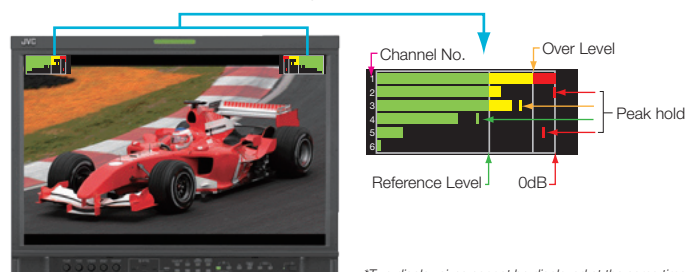 JVC
Channel No.
Over Level
1
2
3
4
5
6
Peak hold
Reference Level
0dB